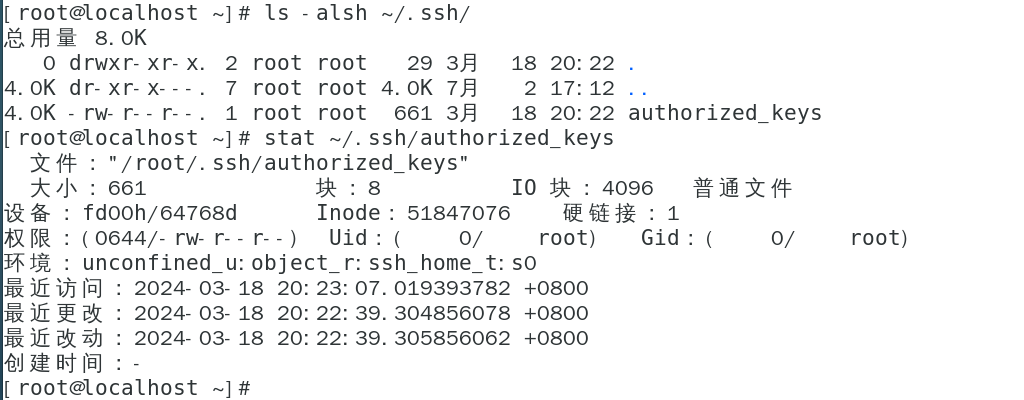 [root@localhost ~]# ls -alsh ~/.ssh/
总用量 8.0K
   0 drwxr-xr-x. 2 root root   29 3月  18 20:22 .
4.0K dr-xr-x---. 7 root root 4.0K 7月   2 17:12 ..
4.0K -rw-r--r--. 1 root root  661 3月  18 20:22 authorized_keys
[root@localhost ~]# stat ~/.ssh/authorized_keys
  文件："/root/.ssh/authorized_keys"
  大小：661             块：8          IO 块：4096   普通文件
设备：fd00h/64768d      Inode：51847076    硬链接：1
权限：(0644/-rw-r--r--)  Uid：(    0/    root)   Gid：(    0/    root)
环境：unconfined_u:object_r:ssh_home_t:s0
最近访问：2024-03-18 20:23:07.019393782 +0800
最近更改：2024-03-18 20:22:39.304856078 +0800
最近改动：2024-03-18 20:22:39.305856062 +0800
创建时间：-
[root@localhost ~]#